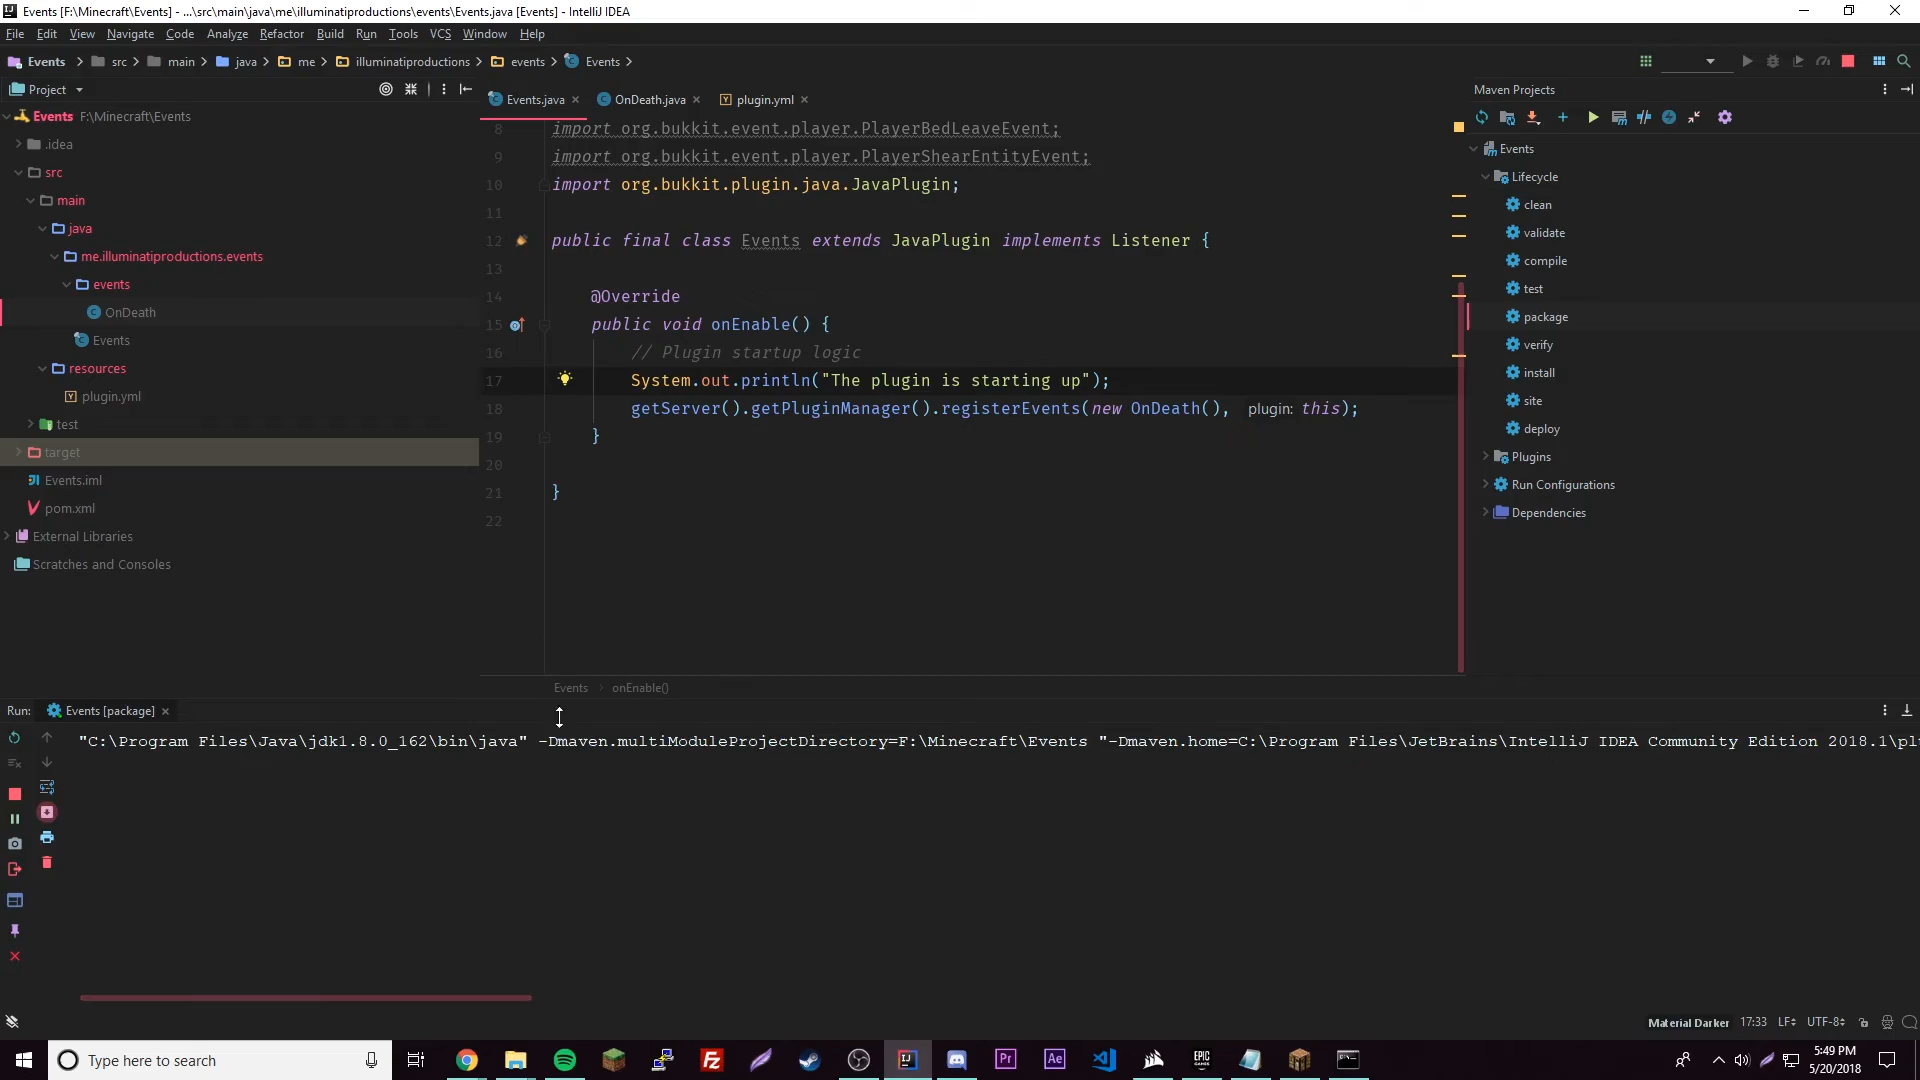 Events [F:\Minecraft\Events] - ...\src\main\java\me\illuminatiproductions\events\Events.java [Events] - IntelliJ IDEA
File Edit View Navigate Code Analyze Refactor Build Run Tools VCS Window Help
Events src main java me illuminatiproductions events Events
Project
Events.java OnDeath.java plugin.yml
Maven Projects
Events F:\Minecraft\Events
.idea
src
main
java
me.illuminatiproductions.events
events
OnDeath
Events
resources
plugin.yml
test
target
Events.iml
pom.xml
External Libraries
Scratches and Consoles
8 import org.bukkit.event.player.PlayerBedLeaveEvent;
9 import org.bukkit.event.player.PlayerShearEntityEvent;
10 import org.bukkit.plugin.java.JavaPlugin;
11
12 public final class Events extends JavaPlugin implements Listener {
13
14 @Override
15 public void onEnable() {
16 // Plugin startup logic
17 System.out.println("The plugin is starting up");
18 getServer().getPluginManager().registerEvents(new OnDeath(), plugin: this);
19 }
20
21 }
22
Events onEnable()
Events
Lifecycle
clean
validate
compile
test
package
verify
install
site
deploy
Plugins
Run Configurations
Dependencies
Run: Events [package]
"C:\Program Files\Java\jdk1.8.0_162\bin\java" -Dmaven.multiModuleProjectDirectory=F:\Minecraft\Events "-Dmaven.home=C:\Program Files\JetBrains\IntelliJ IDEA Community Edition 2018.1\pl
Material Darker 17:33 LF UTF-8
Type here to search
Pr Ae EPIC GAMES
5:49 PM
5/20/2018